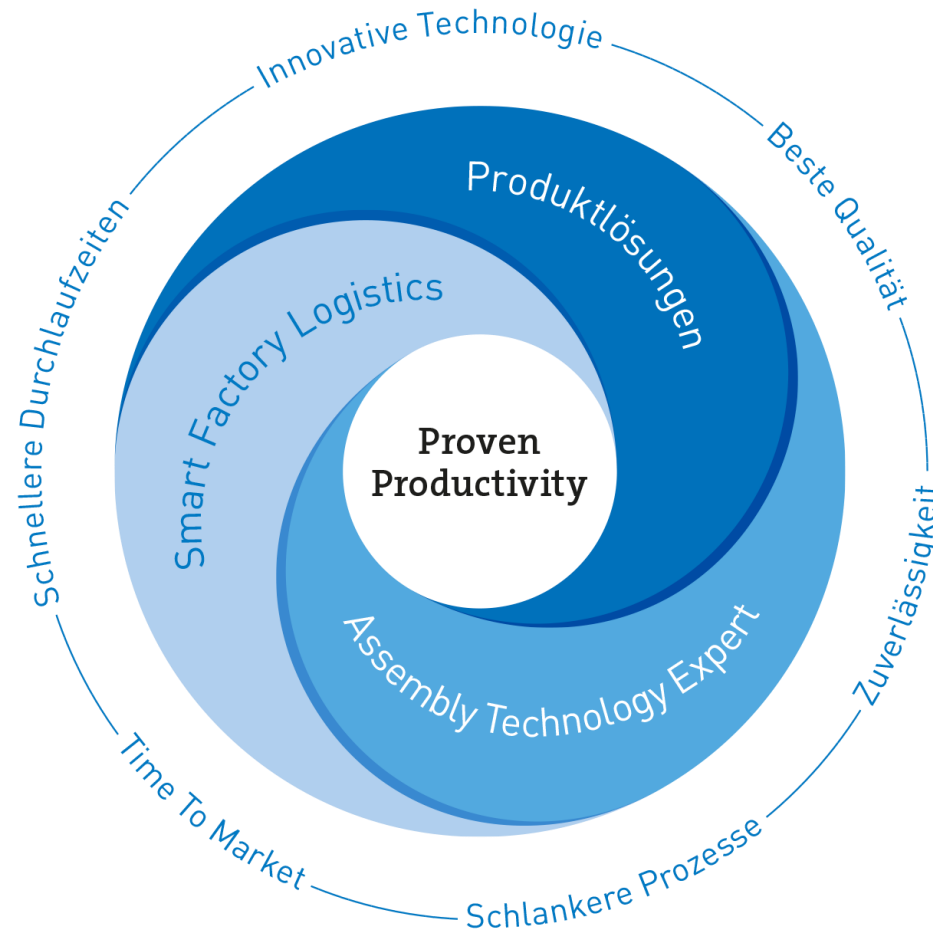 Innovative Technologie
Beste Qualität
Zuverlässigkeit
Schlankere Prozesse
Time To Market
Schnellere Durchlaufzeiten
Produktlösungen
Assembly Technology Expert
Smart Factory Logistics
Proven
Productivity